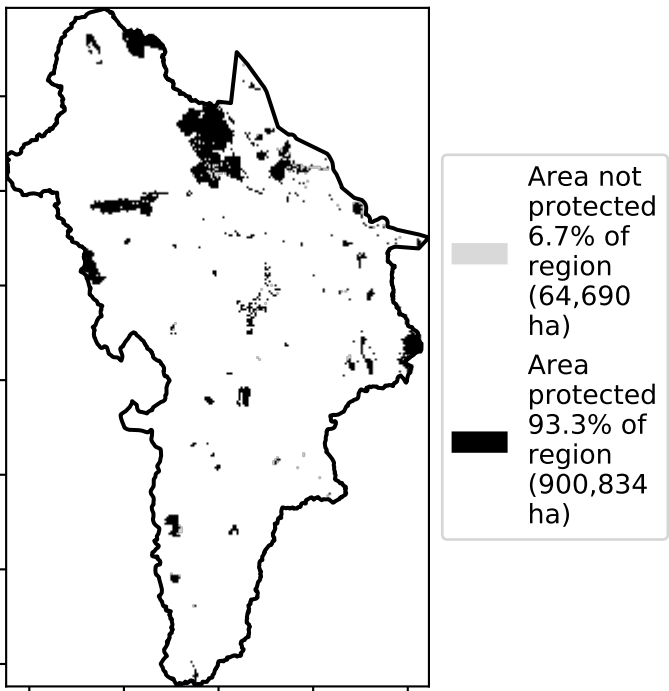 Area not
protected
6.7% of
region
(64,690
ha)
Area
protected
93.3% of
region
(900,834
ha)